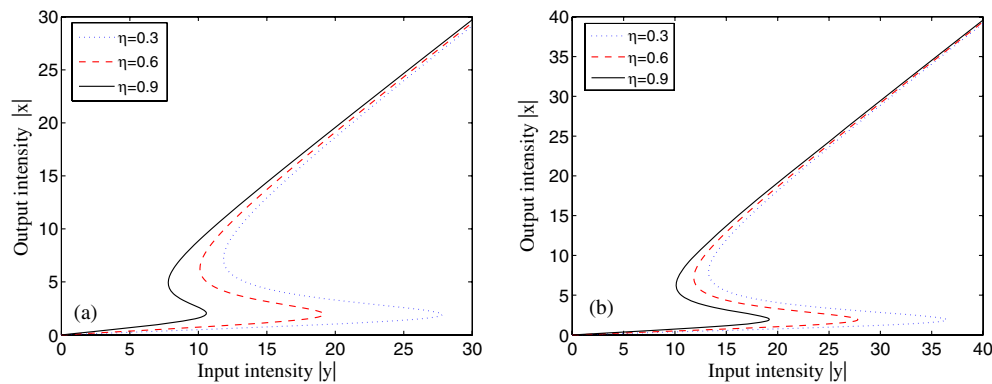 30
25
20
15
10
5
0
Output intensity |x|
η=0.3
η=0.6
η=0.9
(a)
0 5 10 15 20 25 30
Input intensity |y|
40
35
30
25
20
15
10
5
0
Output intensity |x|
η=0.3
η=0.6
η=0.9
(b)
0 5 10 15 20 25 30 35 40
Input intensity |y|